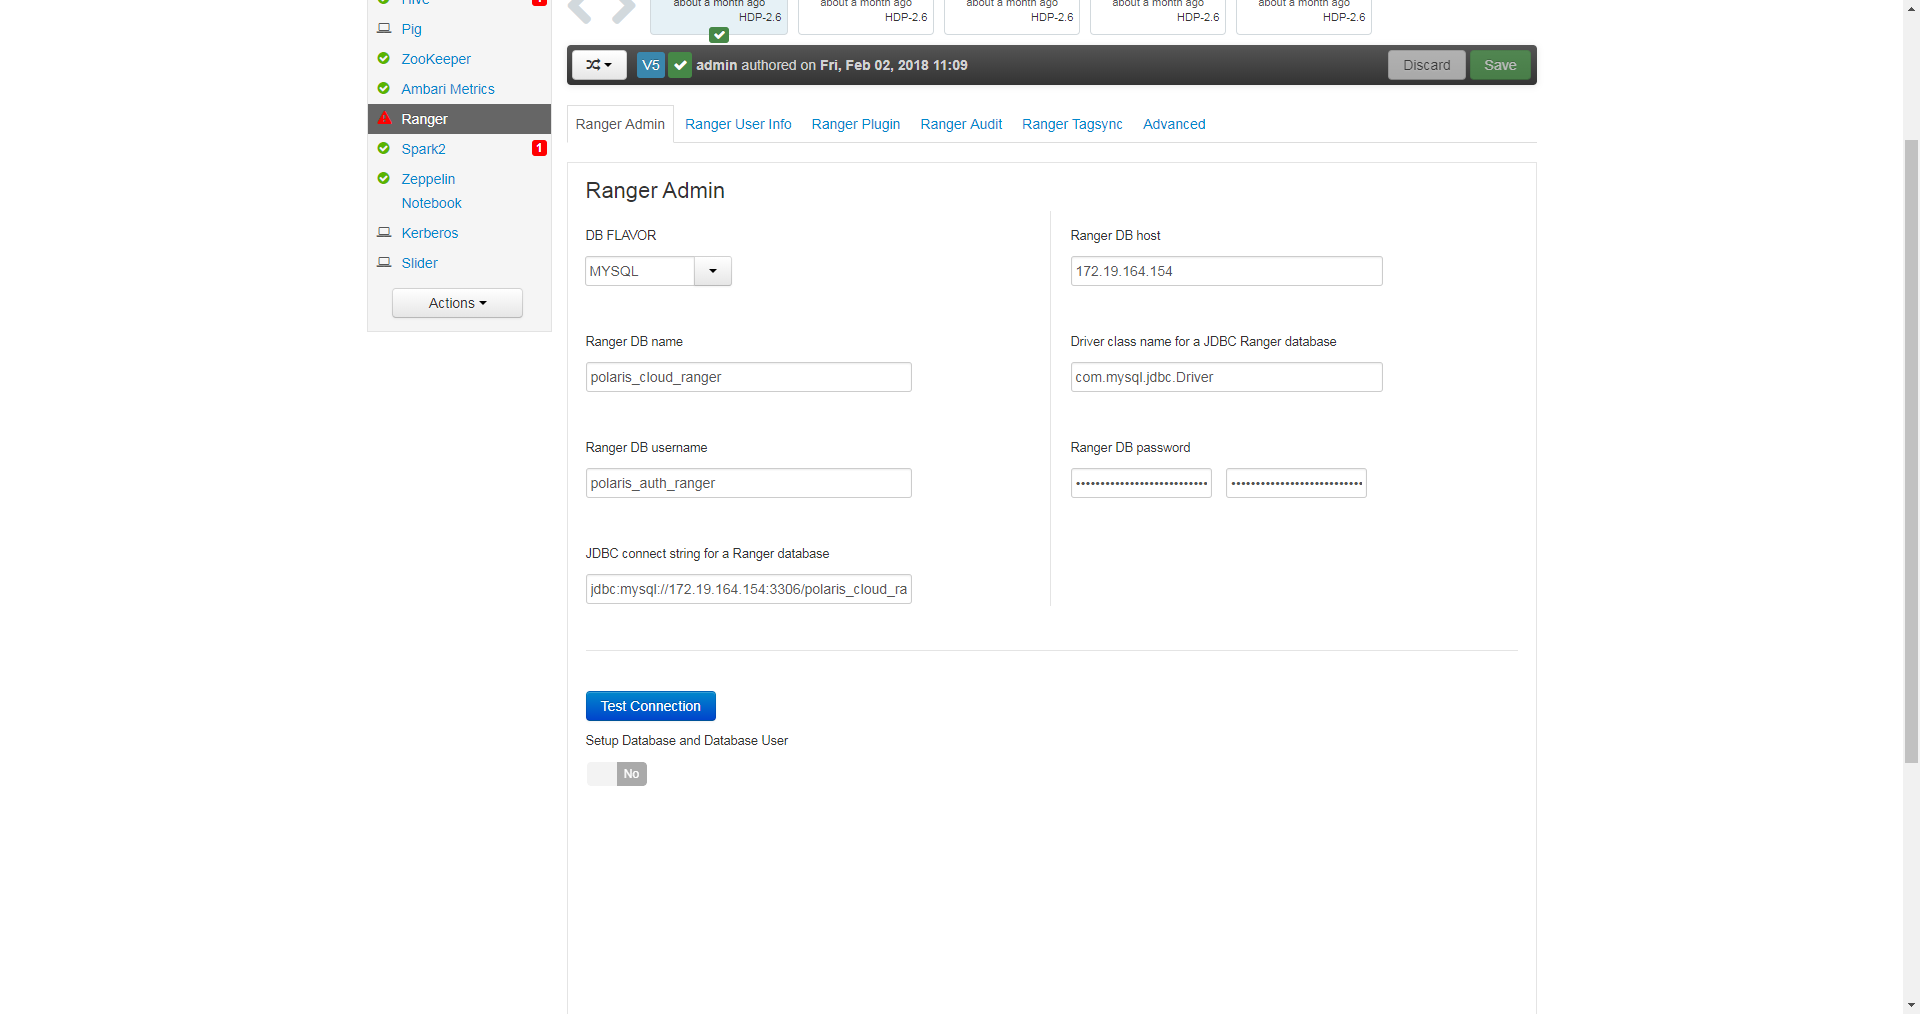 Hive
1
Pig
ZooKeeper
Ambari Metrics
Ranger
Spark2
1
Zeppelin
Notebook
Kerberos
Slider
Actions
about a month ago
HDP-2.6
about a month ago
HDP-2.6
about a month ago
HDP-2.6
about a month ago
HDP-2.6
about a month ago
HDP-2.6
V5 admin authored on Fri, Feb 02, 2018 11:09
Discard
Save
Ranger Admin
Ranger User Info
Ranger Plugin
Ranger Audit
Ranger Tagsync
Advanced
Ranger Admin
DB FLAVOR
MYSQL
Ranger DB host
172.19.164.154
Ranger DB name
polaris_cloud_ranger
Driver class name for a JDBC Ranger database
com.mysql.jdbc.Driver
Ranger DB username
polaris_auth_ranger
Ranger DB password
JDBC connect string for a Ranger database
jdbc:mysql://172.19.164.154:3306/polaris_cloud_ra
Test Connection
Setup Database and Database User
No